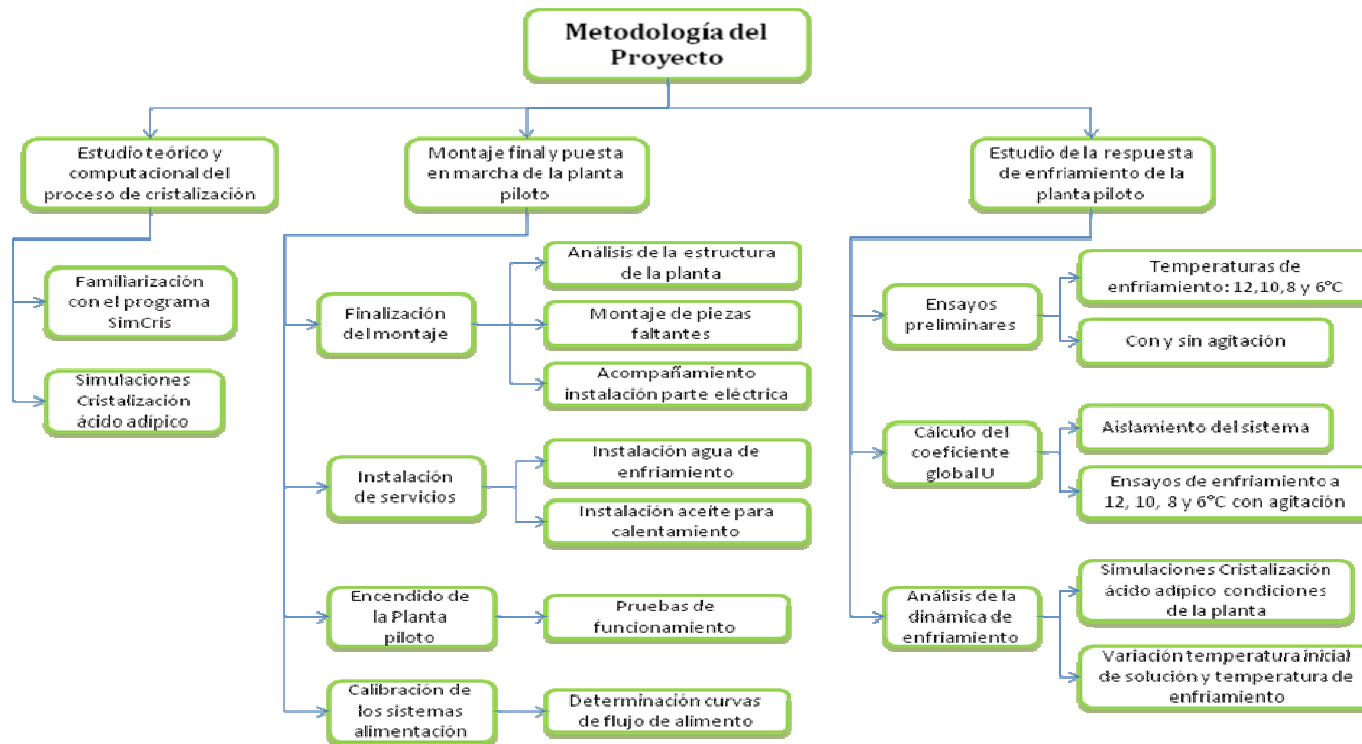 Metodología del
Proyecto
Estudio teórico y
computacional del
proceso de cristalización
Familiarización
con el programa
SimCris
Simulaciones
Cristalización
ácido adípico
Montaje final y puesta
en marcha de la planta
piloto
Finalización
del montaje
Análisis de la estructura
de la planta
Montaje de piezas
faltantes
Acompañamiento
instalación parte eléctrica
Instalación
de servicios
Instalación agua de
enfriamiento
Instalación aceite para
calentamiento
Encendido de
la Planta
piloto
Pruebas de
funcionamiento
Calibración de
los sistemas
alimentación
Determinación curvas
de flujo de alimento
Estudio de la respuesta
de enfriamiento de la
planta piloto
Ensayos
preliminares
Temperaturas de
enfriamiento: 12,10,8 y 6°C
Con y sin agitación
Cálculo del
coeficiente
global U
Aislamiento del sistema
Ensayos de enfriamiento a
12, 10, 8 y 6°C con agitación
Análisis de la
dinámica de
enfriamiento
Simulaciones Cristalización
ácido adípico condiciones
de la planta
Variación temperatura inicial
de solución y temperatura de
enfriamiento